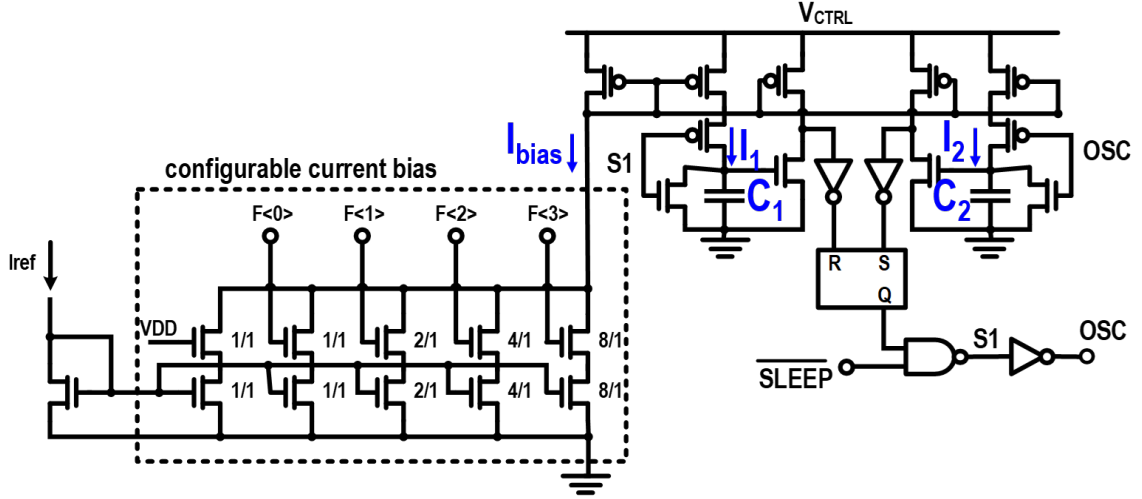 VCTRL
Ibias
I1
I2
S1
OSC
C1
C2
configurable current bias
F<0>
F<1>
F<2>
F<3>
Iref
R
S
Q
VDD
1/1
1/1
2/1
4/1
8/1
1/1
1/1
2/1
4/1
8/1
S1
OSC
SLEEP